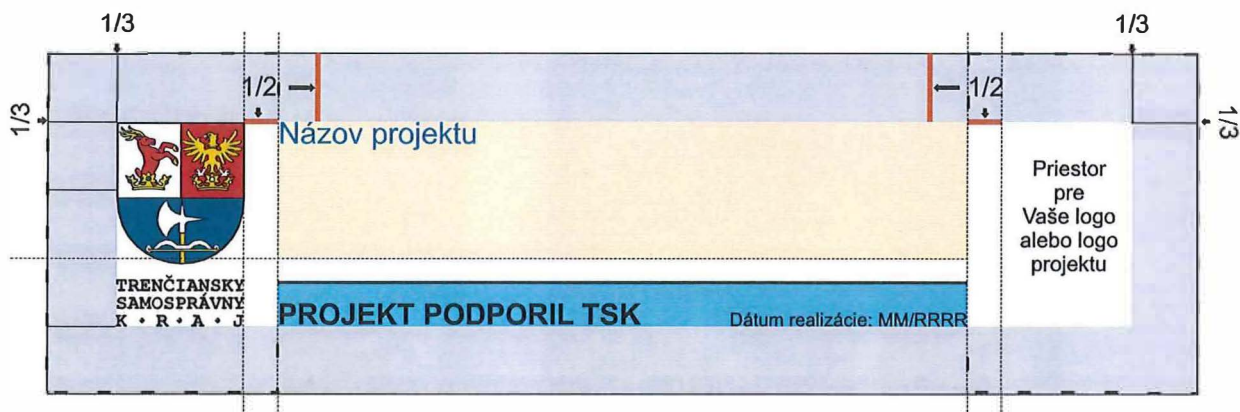 1/3
1/3
1/2
1/2
1/3
1/3
Názov projektu
Priestor
pre
Vaše logo
alebo logo
projektu
TRENČIANSKY
SAMOSPRÁVNY
K · R · A · J
PROJEKT PODPORIL TSK
Dátum realizácie: MM/RRRR